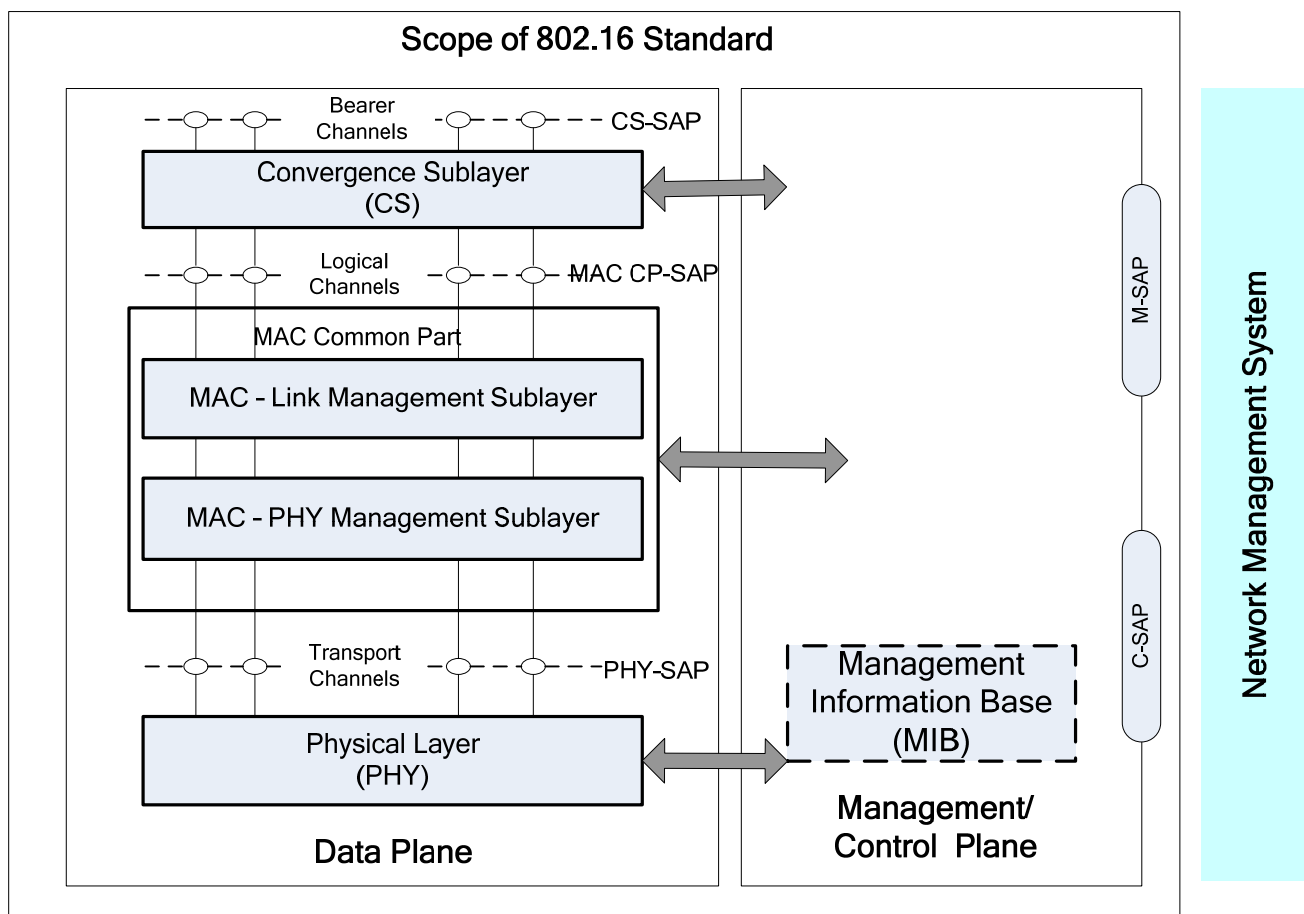 Scope of 802.16 Standard
Bearer
Channels
CS-SAP
Convergence Sublayer
(CS)
Logical
Channels
MAC CP-SAP
MAC Common Part
MAC - Link Management Sublayer
MAC - PHY Management Sublayer
Transport
Channels
PHY-SAP
Physical Layer
(PHY)
Data Plane
Management
Information Base
(MIB)
Management/
Control Plane
M-SAP
C-SAP
Network Management System